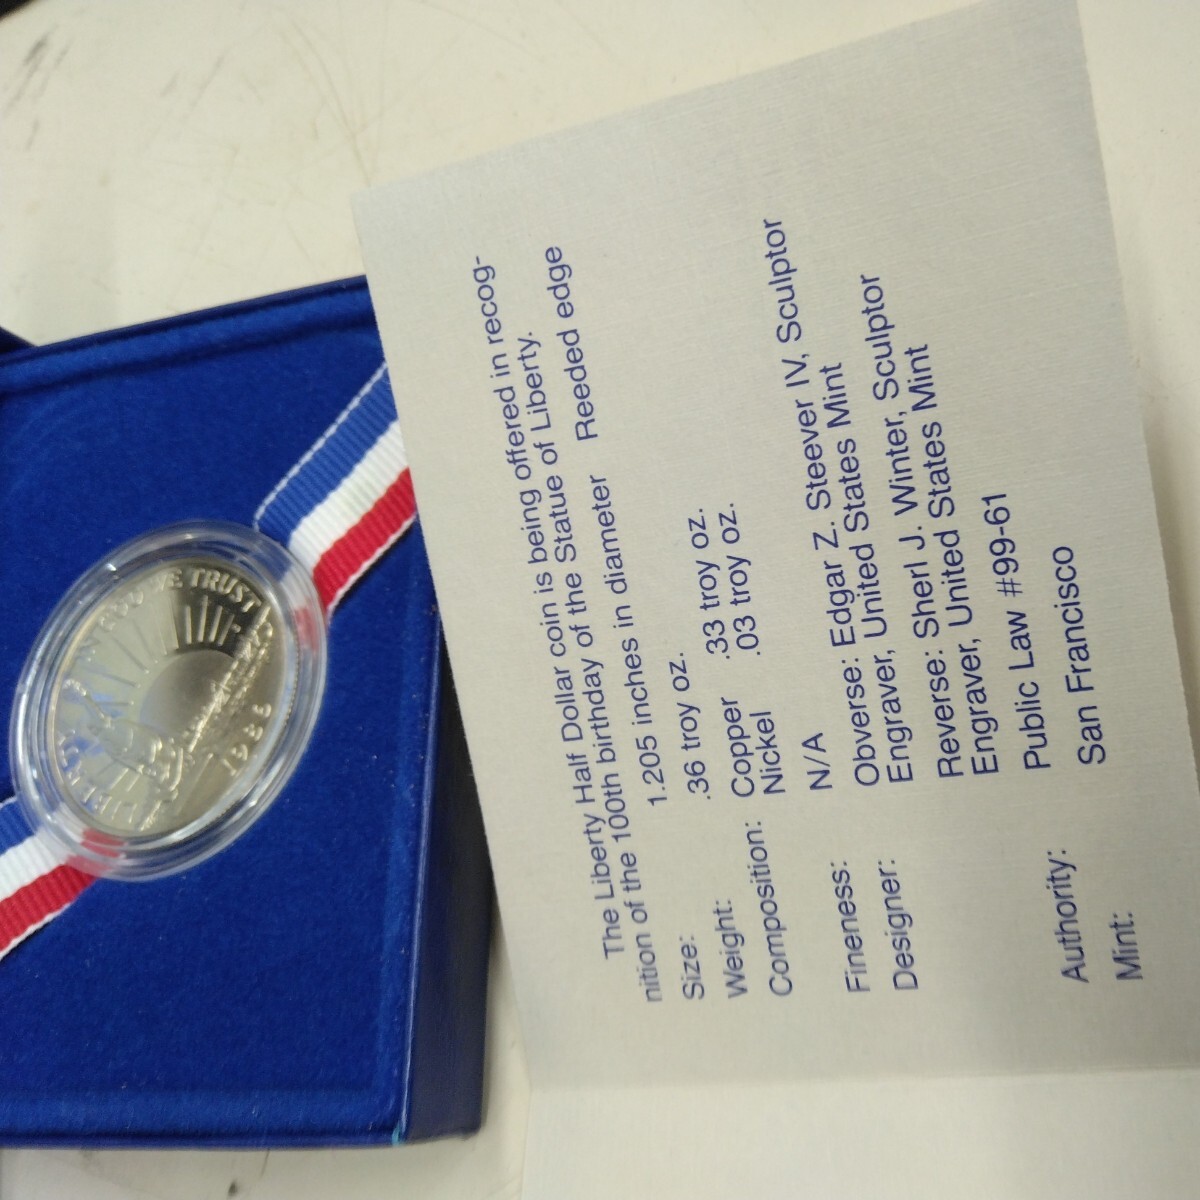 The Liberty Half Dollar coin is being offered in recog-
nition of the 100th birthday of the Statue of Liberty.
Size: 1.205 inches in diameter Reeded edge
Weight: .36 troy oz.
Composition: Copper .33 troy oz.
Nickel .03 troy oz.
Fineness: N/A
Designer: Obverse: Edgar Z. Steever IV, Sculptor
Engraver, United States Mint
Reverse: Sherl J. Winter, Sculptor
Engraver, United States Mint
Authority: Public Law #99-61
Mint: San Francisco
LIBERTY
IN GOD WE TRUST
1986